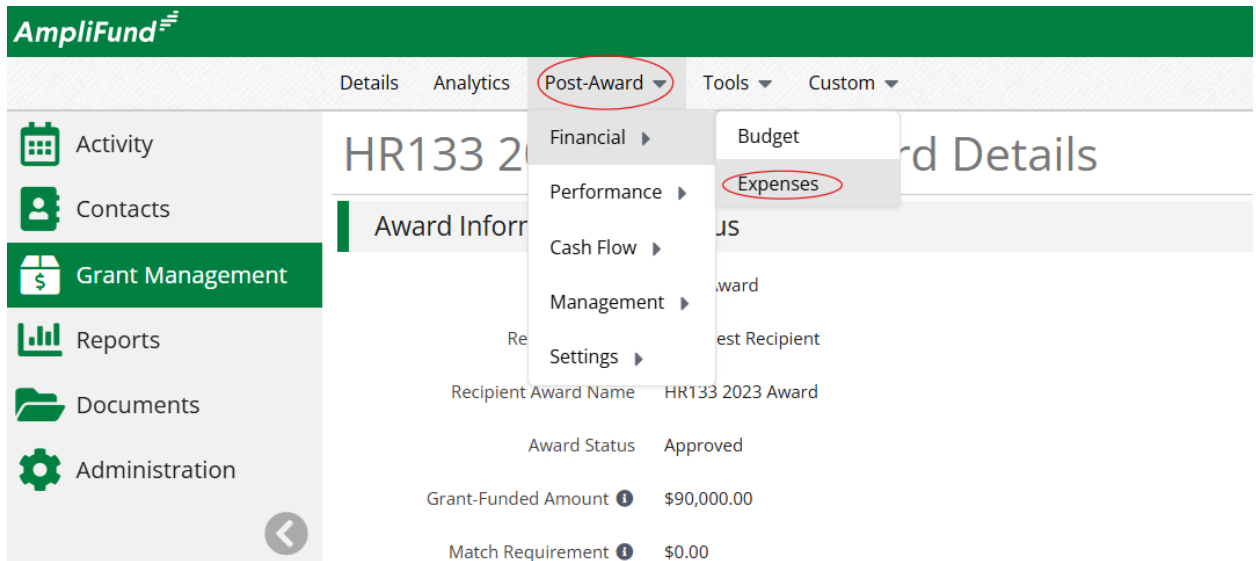 AmpliFund
Details Analytics Post-Award Tools Custom
Activity
Contacts
Grant Management
Reports
Documents
Administration
Financial
Performance
Cash Flow
Management
Settings
Budget
Expenses
HR133 2 rd Details
Award Infor us
ward
Re est Recipient
Recipient Award Name HR133 2023 Award
Award Status Approved
Grant-Funded Amount $90,000.00
Match Requirement $0.00